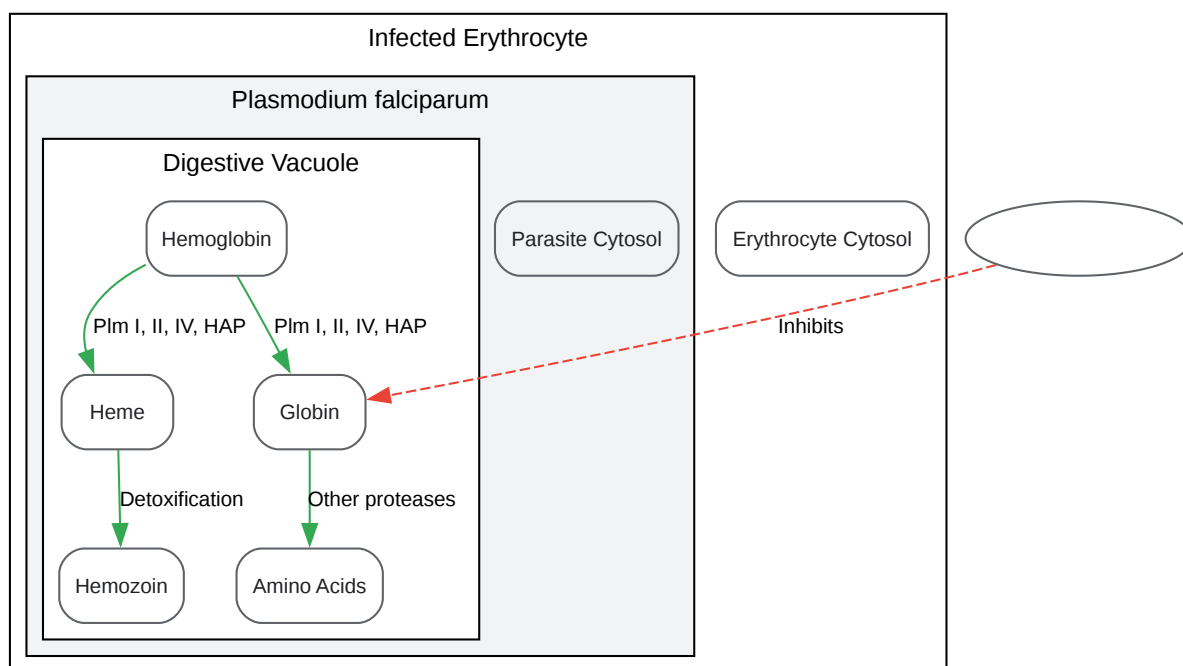 Infected Erythrocyte
Plasmodium falciparum
Digestive Vacuole
Hemoglobin
Parasite Cytosol
Erythrocyte Cytosol
Plm I, II, IV, HAP
Plm I, II, IV, HAP
Inhibits
Heme
Globin
Detoxification
Other proteases
Hemozoin
Amino Acids